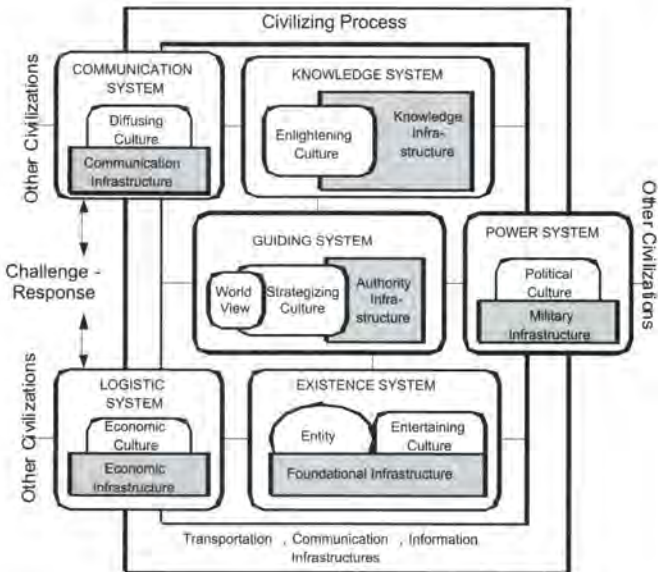 Civilizing Process
Other Civilizations
COMMUNICATION
SYSTEM
Diffusing
Culture
Communication
Infrastructure
KNOWLEDGE SYSTEM
Enlightening
Culture
Knowledge
Infra-
structure
Challenge -
Response
GUIDING SYSTEM
World
View
Strategizing
Culture
Authority
Infra-
structure
POWER SYSTEM
Political
Culture
Military
Infrastructure
Other Civilizations
Other Civilizations
LOGISTIC
SYSTEM
Economic
Culture
Economic
Infrastructure
EXISTENCE SYSTEM
Entity
Entertaining
Culture
Foundational Infrastructure
Transportation , Communication , Information
Infrastructures